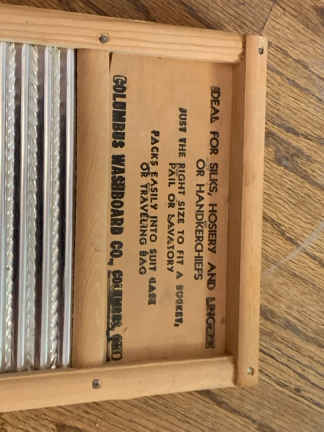 IDEAL FOR SILKS, HOSIERY AND LINGERIE
OR HANDKERCHIEFS
JUST THE RIGHT SIZE TO FIT A BUCKET,
PAIL OR LAVATORY
PACKS EASILY INTO SUIT CASE
OR TRAVELING BAG
COLUMBUS WASHBOARD CO., COLUMBUS, OHIO